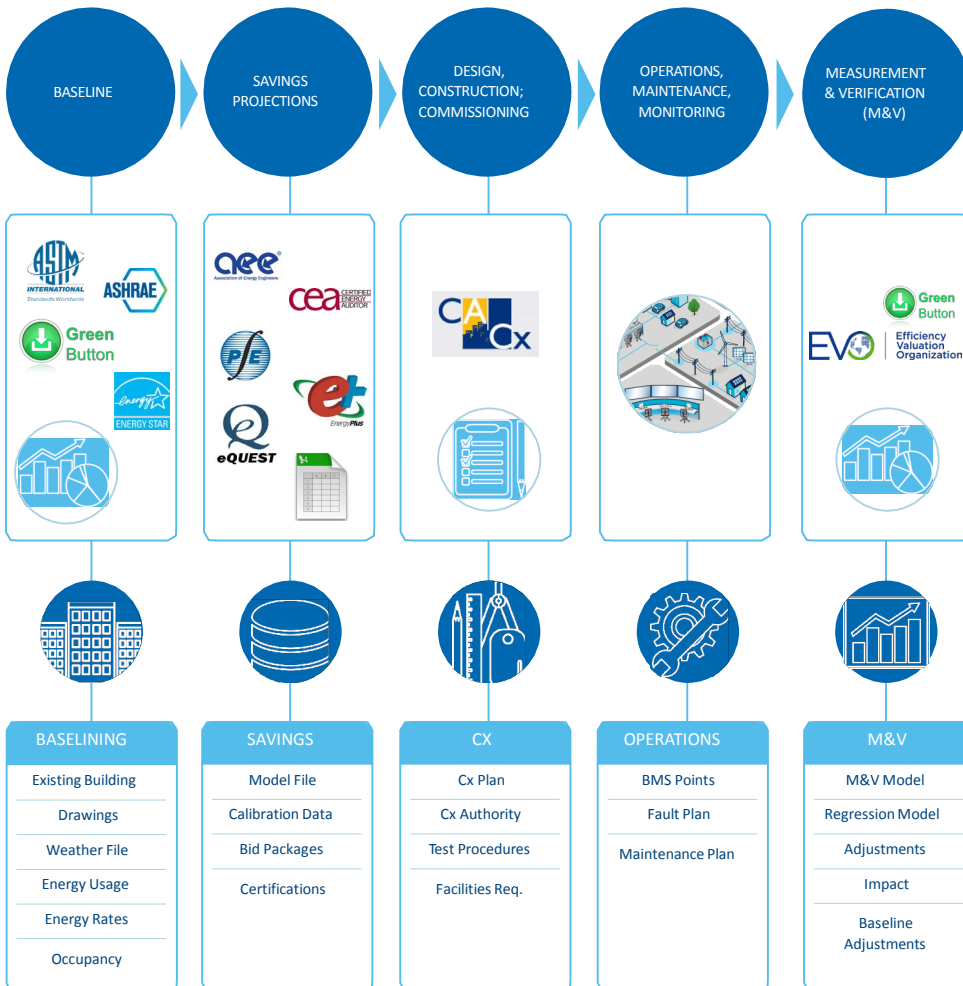 BASELINE
SAVINGS
PROJECTIONS
DESIGN,
CONSTRUCTION;
COMMISSIONING
OPERATIONS,
MAINTENANCE,
MONITORING
MEASUREMENT
& VERIFICATION
(M&V)
ASTM
INTERNATIONAL
Standards Worldwide
ASHRAE
Green
Button
energy
ENERGY STAR
aee
Association of Energy Engineers
cea CERTIFIED
ENERGY
AUDITOR
PfE
e+
EnergyPlus
Q
eQUEST
X
CA
Cx
Green
Button
EVO
Efficiency
Valuation
Organization
BASELINING
Existing Building
Drawings
Weather File
Energy Usage
Energy Rates
Occupancy
SAVINGS
Model File
Calibration Data
Bid Packages
Certifications
CX
Cx Plan
Cx Authority
Test Procedures
Facilities Req.
OPERATIONS
BMS Points
Fault Plan
Maintenance Plan
M&V
M&V Model
Regression Model
Adjustments
Impact
Baseline
Adjustments